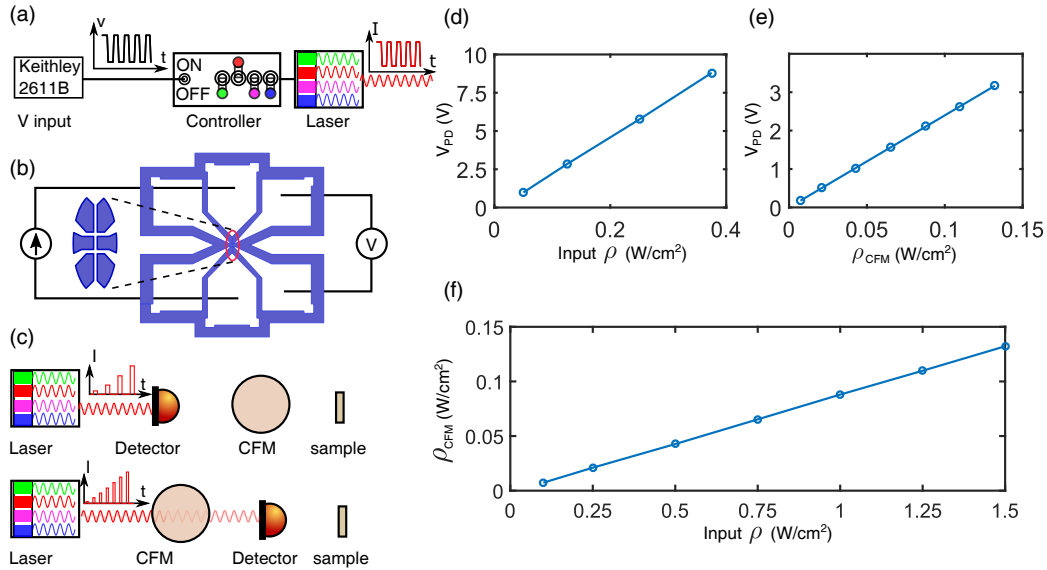 (a)
V
t
Keithley
2611B
V input
ON
OFF
Controller
Laser
I
t
(b)
V
(c)
I
t
Laser
Detector
CFM
sample
I
t
Laser
CFM
Detector
sample
(d)
V_PD (V)
10
7.5
5
2.5
0
0.2
0.4
Input ρ (W/cm²)
(e)
V_PD (V)
3
2
1
0
0
0.05
0.1
0.15
ρ_CFM (W/cm²)
(f)
ρ_CFM (W/cm²)
0.15
0.1
0.05
0
0.25
0.5
0.75
1
1.25
1.5
Input ρ (W/cm²)